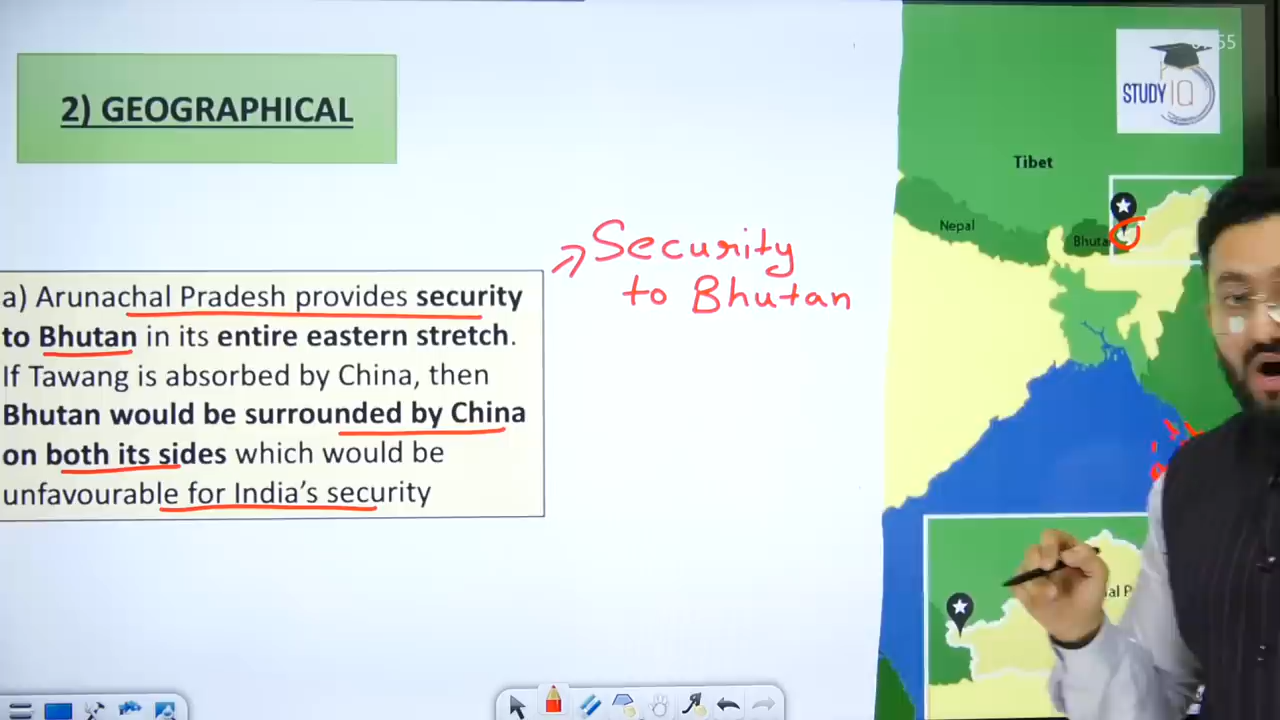 2) GEOGRAPHICAL
Security
to Bhutan
a) Arunachal Pradesh provides security
to Bhutan in its entire eastern stretch.
If Tawang is absorbed by China, then
Bhutan would be surrounded by China
on both its sides which would be
unfavourable for India's security
STUDY IQ
Tibet
Nepal